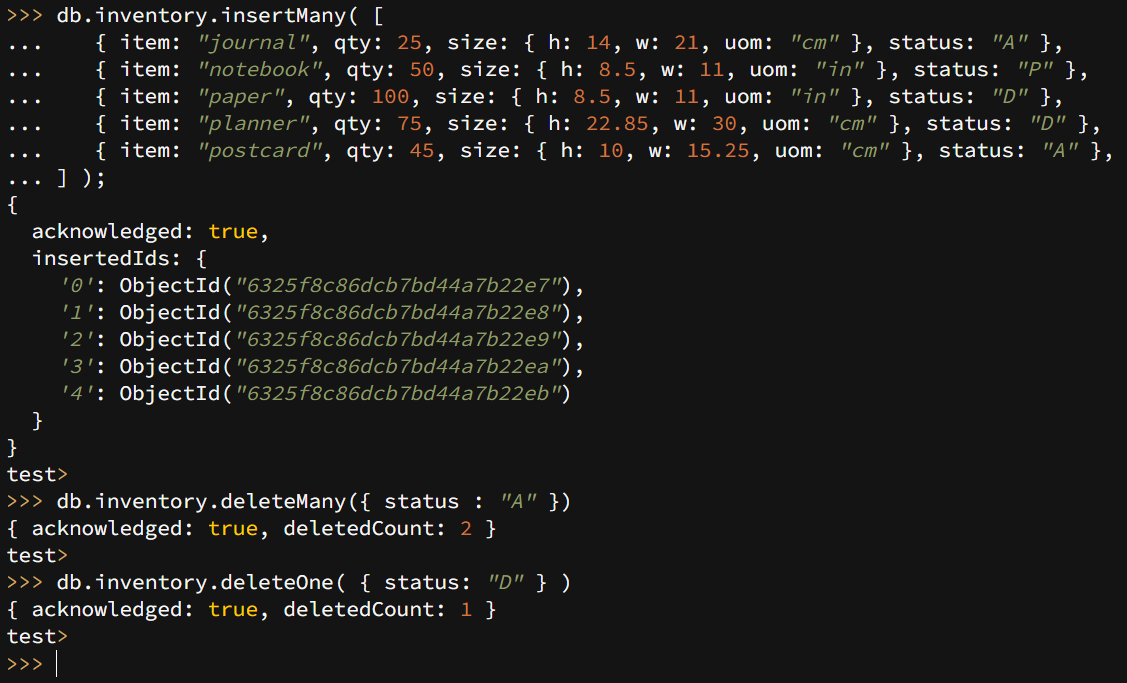 >>> db.inventory.insertMany( [
...    { item: "journal", qty: 25, size: { h: 14, w: 21, uom: "cm" }, status: "A" },
...    { item: "notebook", qty: 50, size: { h: 8.5, w: 11, uom: "in" }, status: "P" },
...    { item: "paper", qty: 100, size: { h: 8.5, w: 11, uom: "in" }, status: "D" },
...    { item: "planner", qty: 75, size: { h: 22.85, w: 30, uom: "cm" }, status: "D" },
...    { item: "postcard", qty: 45, size: { h: 10, w: 15.25, uom: "cm" }, status: "A" },
... ] );
{
  acknowledged: true,
  insertedIds: {
    '0': ObjectId("6325f8c86dcb7bd44a7b22e7"),
    '1': ObjectId("6325f8c86dcb7bd44a7b22e8"),
    '2': ObjectId("6325f8c86dcb7bd44a7b22e9"),
    '3': ObjectId("6325f8c86dcb7bd44a7b22ea"),
    '4': ObjectId("6325f8c86dcb7bd44a7b22eb")
  }
}
test>
>>> db.inventory.deleteMany({ status : "A" })
{ acknowledged: true, deletedCount: 2 }
test>
>>> db.inventory.deleteOne( { status: "D" } )
{ acknowledged: true, deletedCount: 1 }
test>
>>>